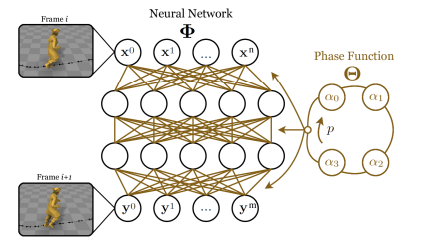 Frame i
Neural Network
Φ
x⁰ x¹ ... xⁿ
Phase Function
Θ
α₀ α₁
p
α₃ α₂
Frame i+1
y⁰ y¹ ... yᵐ